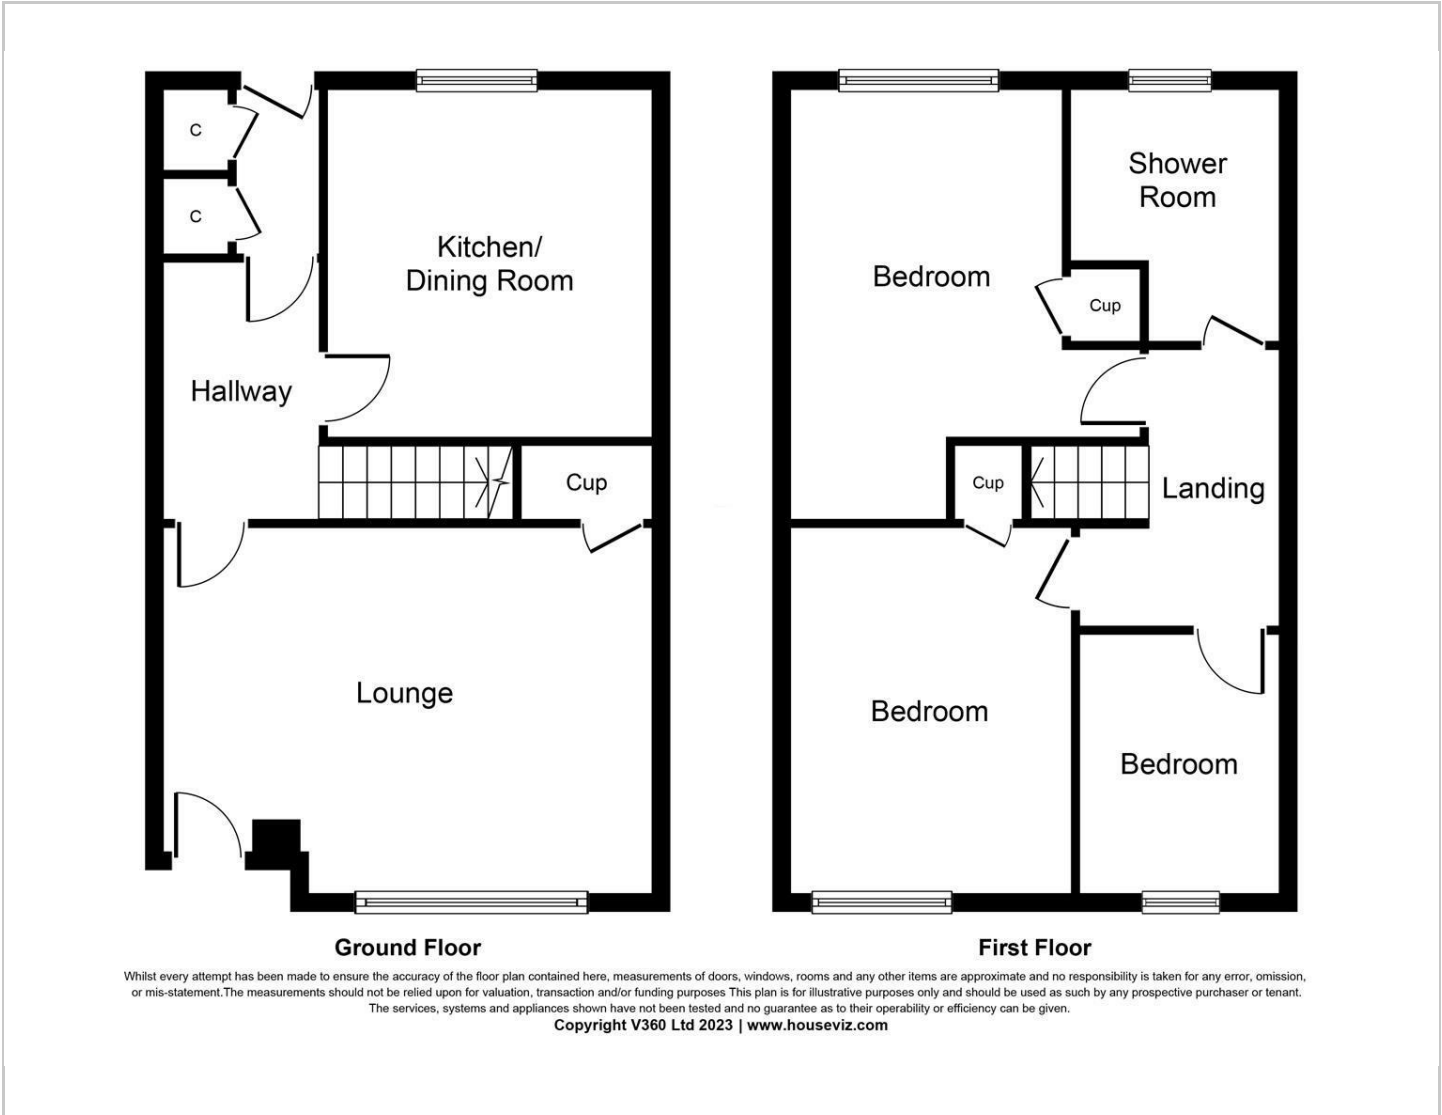 C
C
Kitchen/
Dining Room
Hallway
Cup
Lounge
Ground Floor
Shower
Room
Bedroom
Cup
Cup
Landing
Bedroom
Bedroom
First Floor
Whilst every attempt has been made to ensure the accuracy of the floor plan contained here, measurements of doors, windows, rooms and any other items are approximate and no responsibility is taken for any error, omission,
or mis-statement.The measurements should not be relied upon for valuation, transaction and/or funding purposes This plan is for illustrative purposes only and should be used as such by any prospective purchaser or tenant.
The services, systems and appliances shown have not been tested and no guarantee as to their operability or efficiency can be given.
Copyright V360 Ltd 2023 | www.houseviz.com